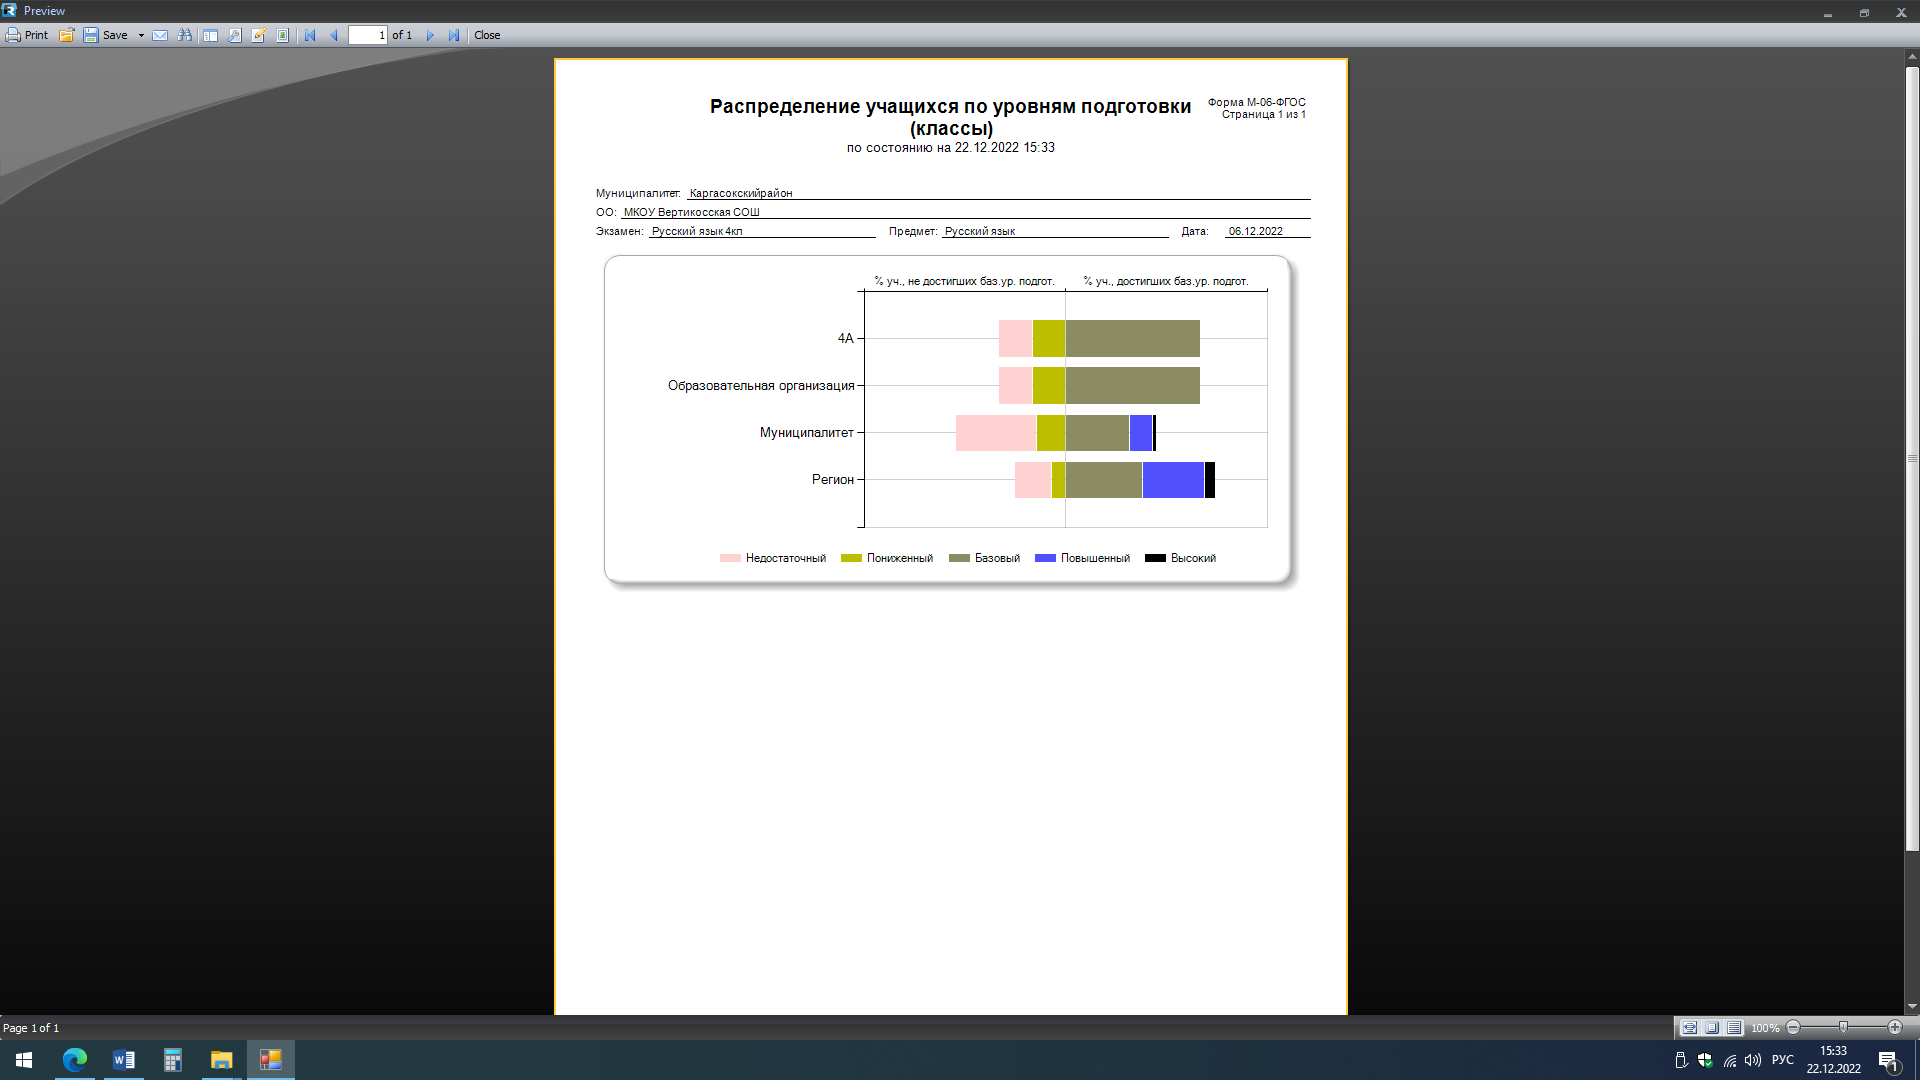 Preview
Print Save 1 of 1 Close
Распределение учащихся по уровням подготовки
(классы)
по состоянию на 22.12.2022 15:33
Форма М-06-ФГОС
Страница 1 из 1
Муниципалитет: Каргасокскийрайон
ОО: МКОУ Вертикосская СОШ
Экзамен: Русский язык 4кл Предмет: Русский язык Дата: 06.12.2022
% уч., не достигших баз.ур. подгот. % уч., достигших баз.ур. подгот.
4А
Образовательная организация
Муниципалитет
Регион
Недостаточный Пониженный Базовый Повышенный Высокий
Page 1 of 1
100%
РУС
15:33
22.12.2022
1